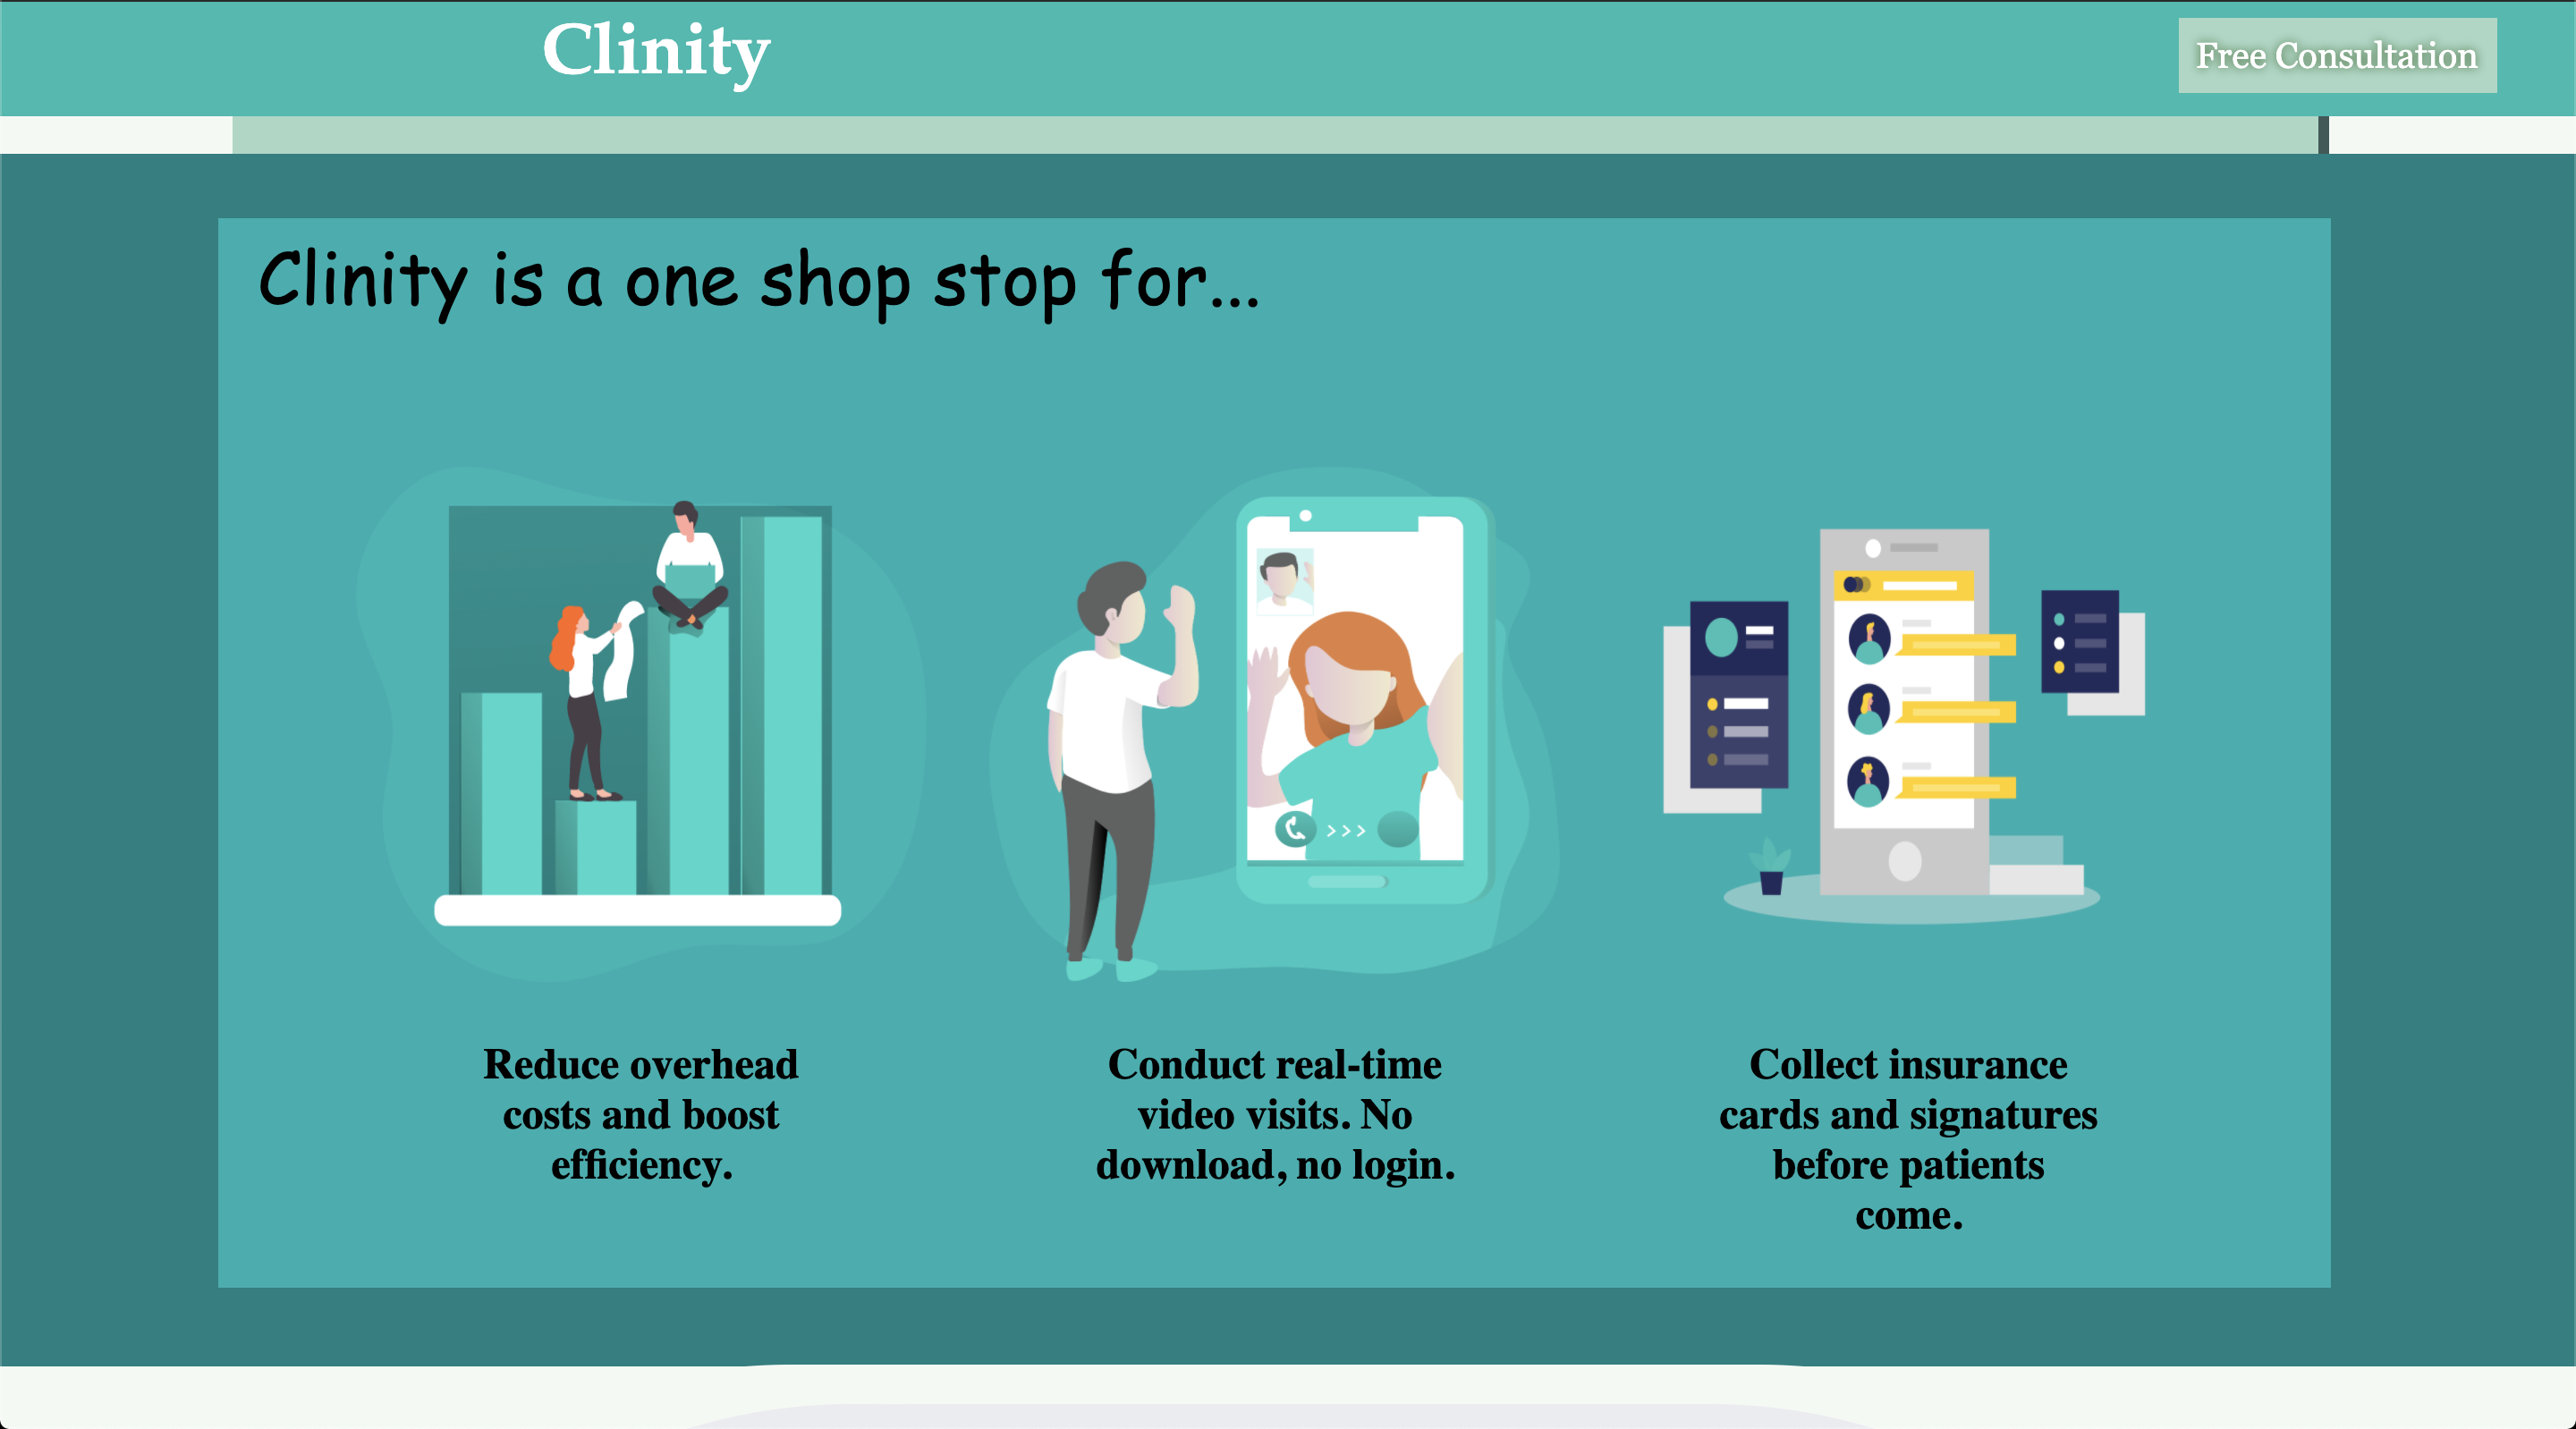 Clinity
Free Consultation
Clinity is a one shop stop for...
Reduce overhead
costs and boost
efficiency.
Conduct real-time
video visits. No
download, no login.
Collect insurance
cards and signatures
before patients
come.